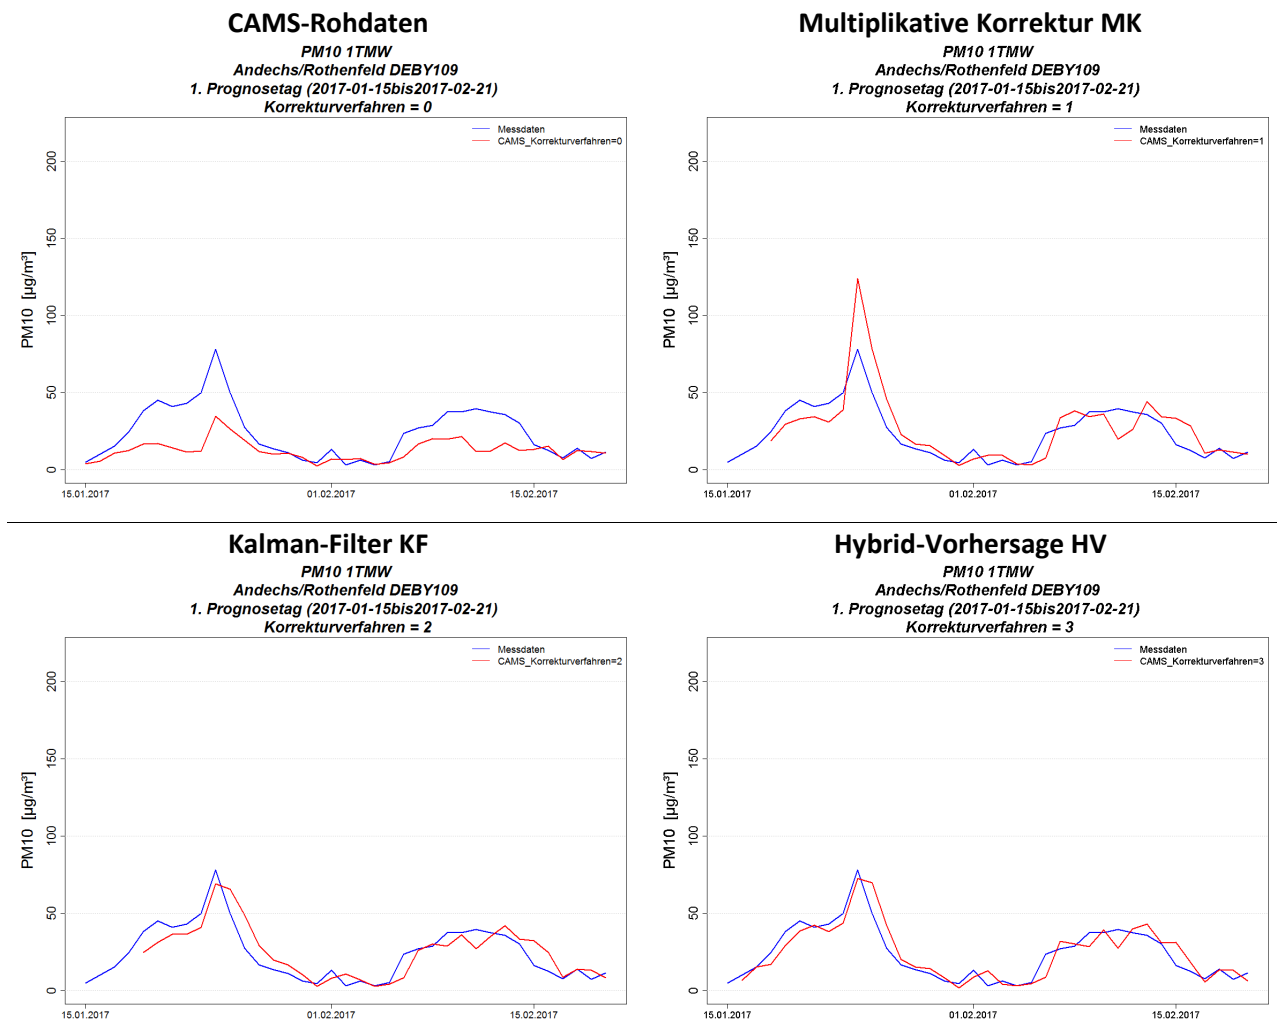 CAMS-Rohdaten
PM10 1TMW
Andechs/Rothenfeld DEBY109
1. Prognosetag (2017-01-15bis2017-02-21)
Korrekturverfahren = 0
Messdaten
CAMS_Korrekturverfahren=0
PM10 [µg/m³]
200
150
100
50
0
15.01.2017
01.02.2017
15.02.2017
Multiplikative Korrektur MK
PM10 1TMW
Andechs/Rothenfeld DEBY109
1. Prognosetag (2017-01-15bis2017-02-21)
Korrekturverfahren = 1
Messdaten
CAMS_Korrekturverfahren=1
PM10 [µg/m³]
200
150
100
50
0
15.01.2017
01.02.2017
15.02.2017
Kalman-Filter KF
PM10 1TMW
Andechs/Rothenfeld DEBY109
1. Prognosetag (2017-01-15bis2017-02-21)
Korrekturverfahren = 2
Messdaten
CAMS_Korrekturverfahren=2
PM10 [µg/m³]
200
150
100
50
0
15.01.2017
01.02.2017
15.02.2017
Hybrid-Vorhersage HV
PM10 1TMW
Andechs/Rothenfeld DEBY109
1. Prognosetag (2017-01-15bis2017-02-21)
Korrekturverfahren = 3
Messdaten
CAMS_Korrekturverfahren=3
PM10 [µg/m³]
200
150
100
50
0
15.01.2017
01.02.2017
15.02.2017